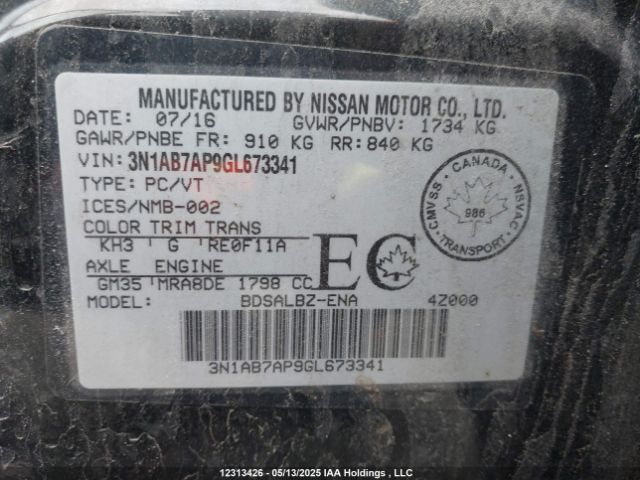 MANUFACTURED BY NISSAN MOTOR CO., LTD.
DATE: 07/16 GVWR/PNBV: 1734 KG
GAWR/PNBE FR: 910 KG RR:840 KG
VIN: 3N1AB7AP9GL673341
TYPE: PC/VT
ICES/NMB-002
COLOR TRIM TRANS
KH3 G RE0F11A
AXLE ENGINE
GM35 MRA8DE 1798 CC
EC
MODEL: BDSALBZ-ENA 4Z000
3N1AB7AP9GL673341
CMVSS • CANADA • NSVAC • TRANSPORT •
986
12313426 - 05/13/2025 IAA Holdings , LLC